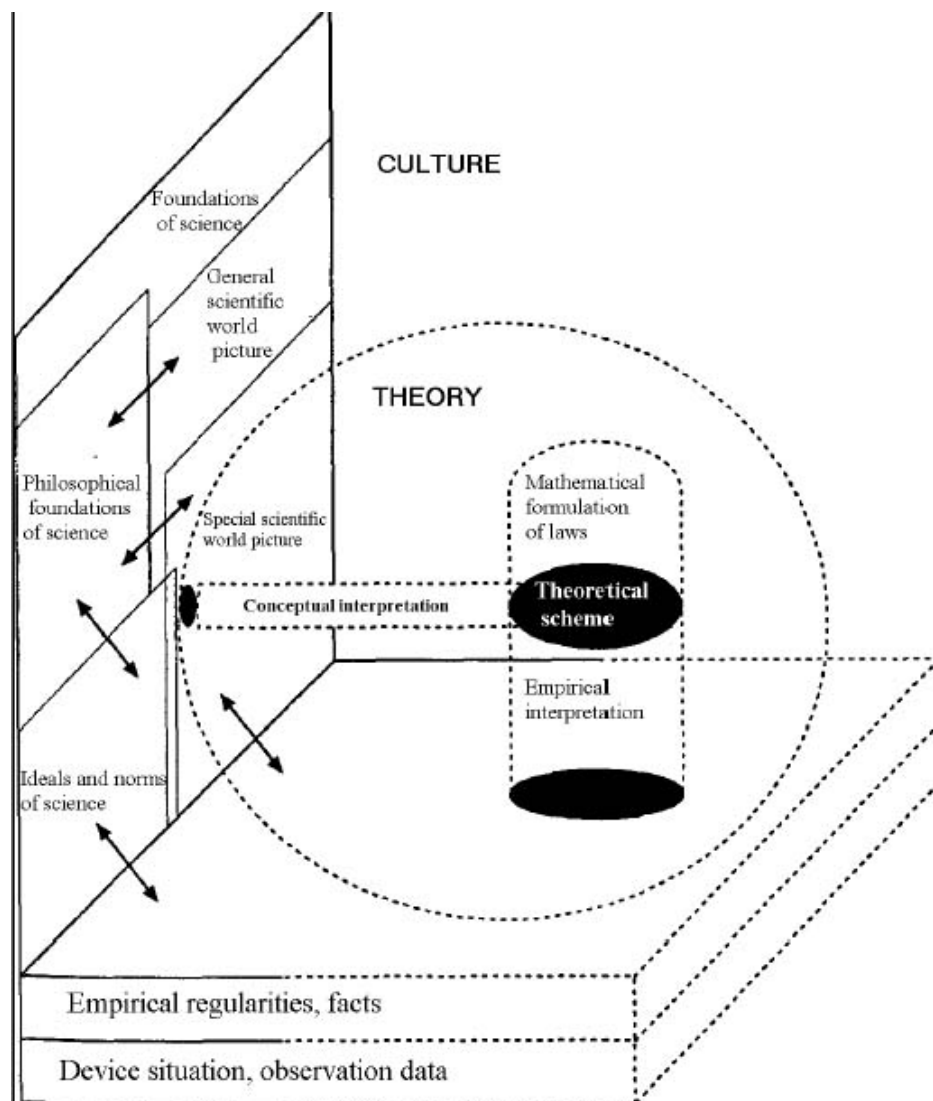 CULTURE
Foundations
of science
General
scientific
world
picture
THEORY
Philosophical
foundations
of science
Special scientific
world picture
Mathematical
formulation
of laws
Conceptual interpretation
Theoretical
scheme
Empirical
interpretation
Ideals and norms
of science
Empirical regularities, facts
Device situation, observation data